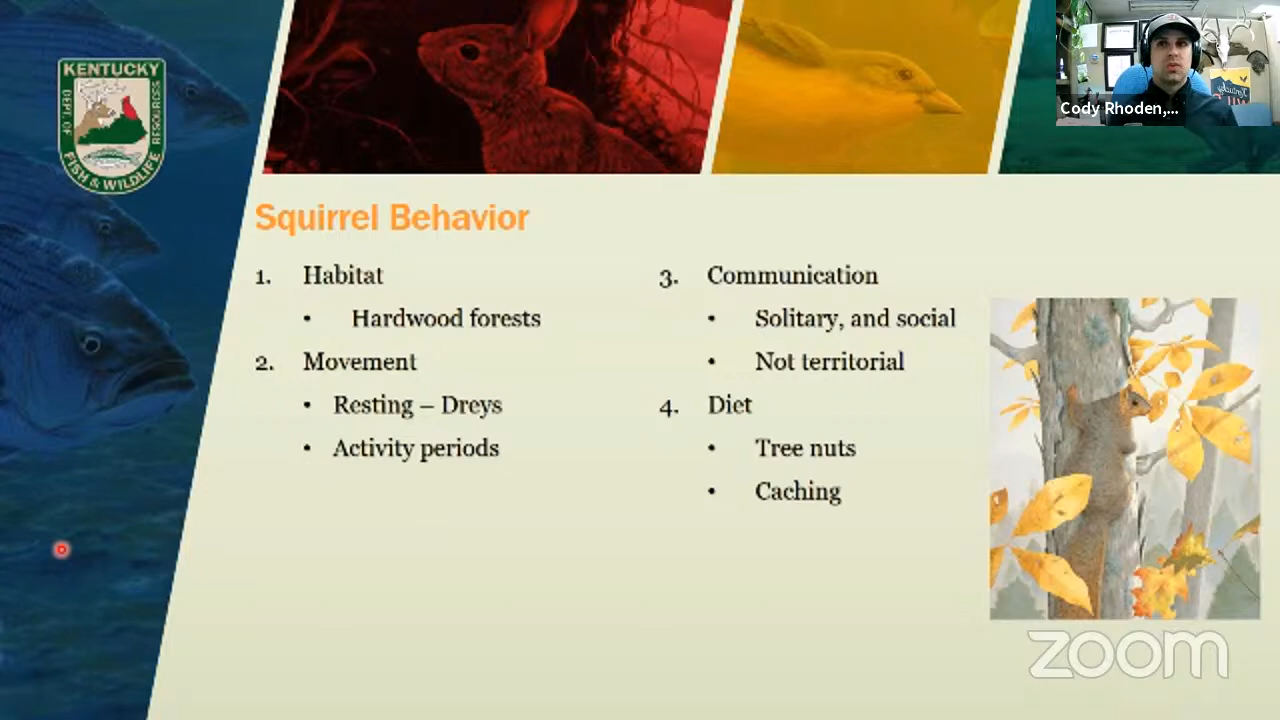 KENTUCKY
DEPT. OF
FISH & WILDLIFE
RESOURCES
Cody Rhoden,...
Squirrel Behavior
1. Habitat
• Hardwood forests
2. Movement
• Resting – Dreys
• Activity periods
3. Communication
• Solitary, and social
• Not territorial
4. Diet
• Tree nuts
• Caching
zoom